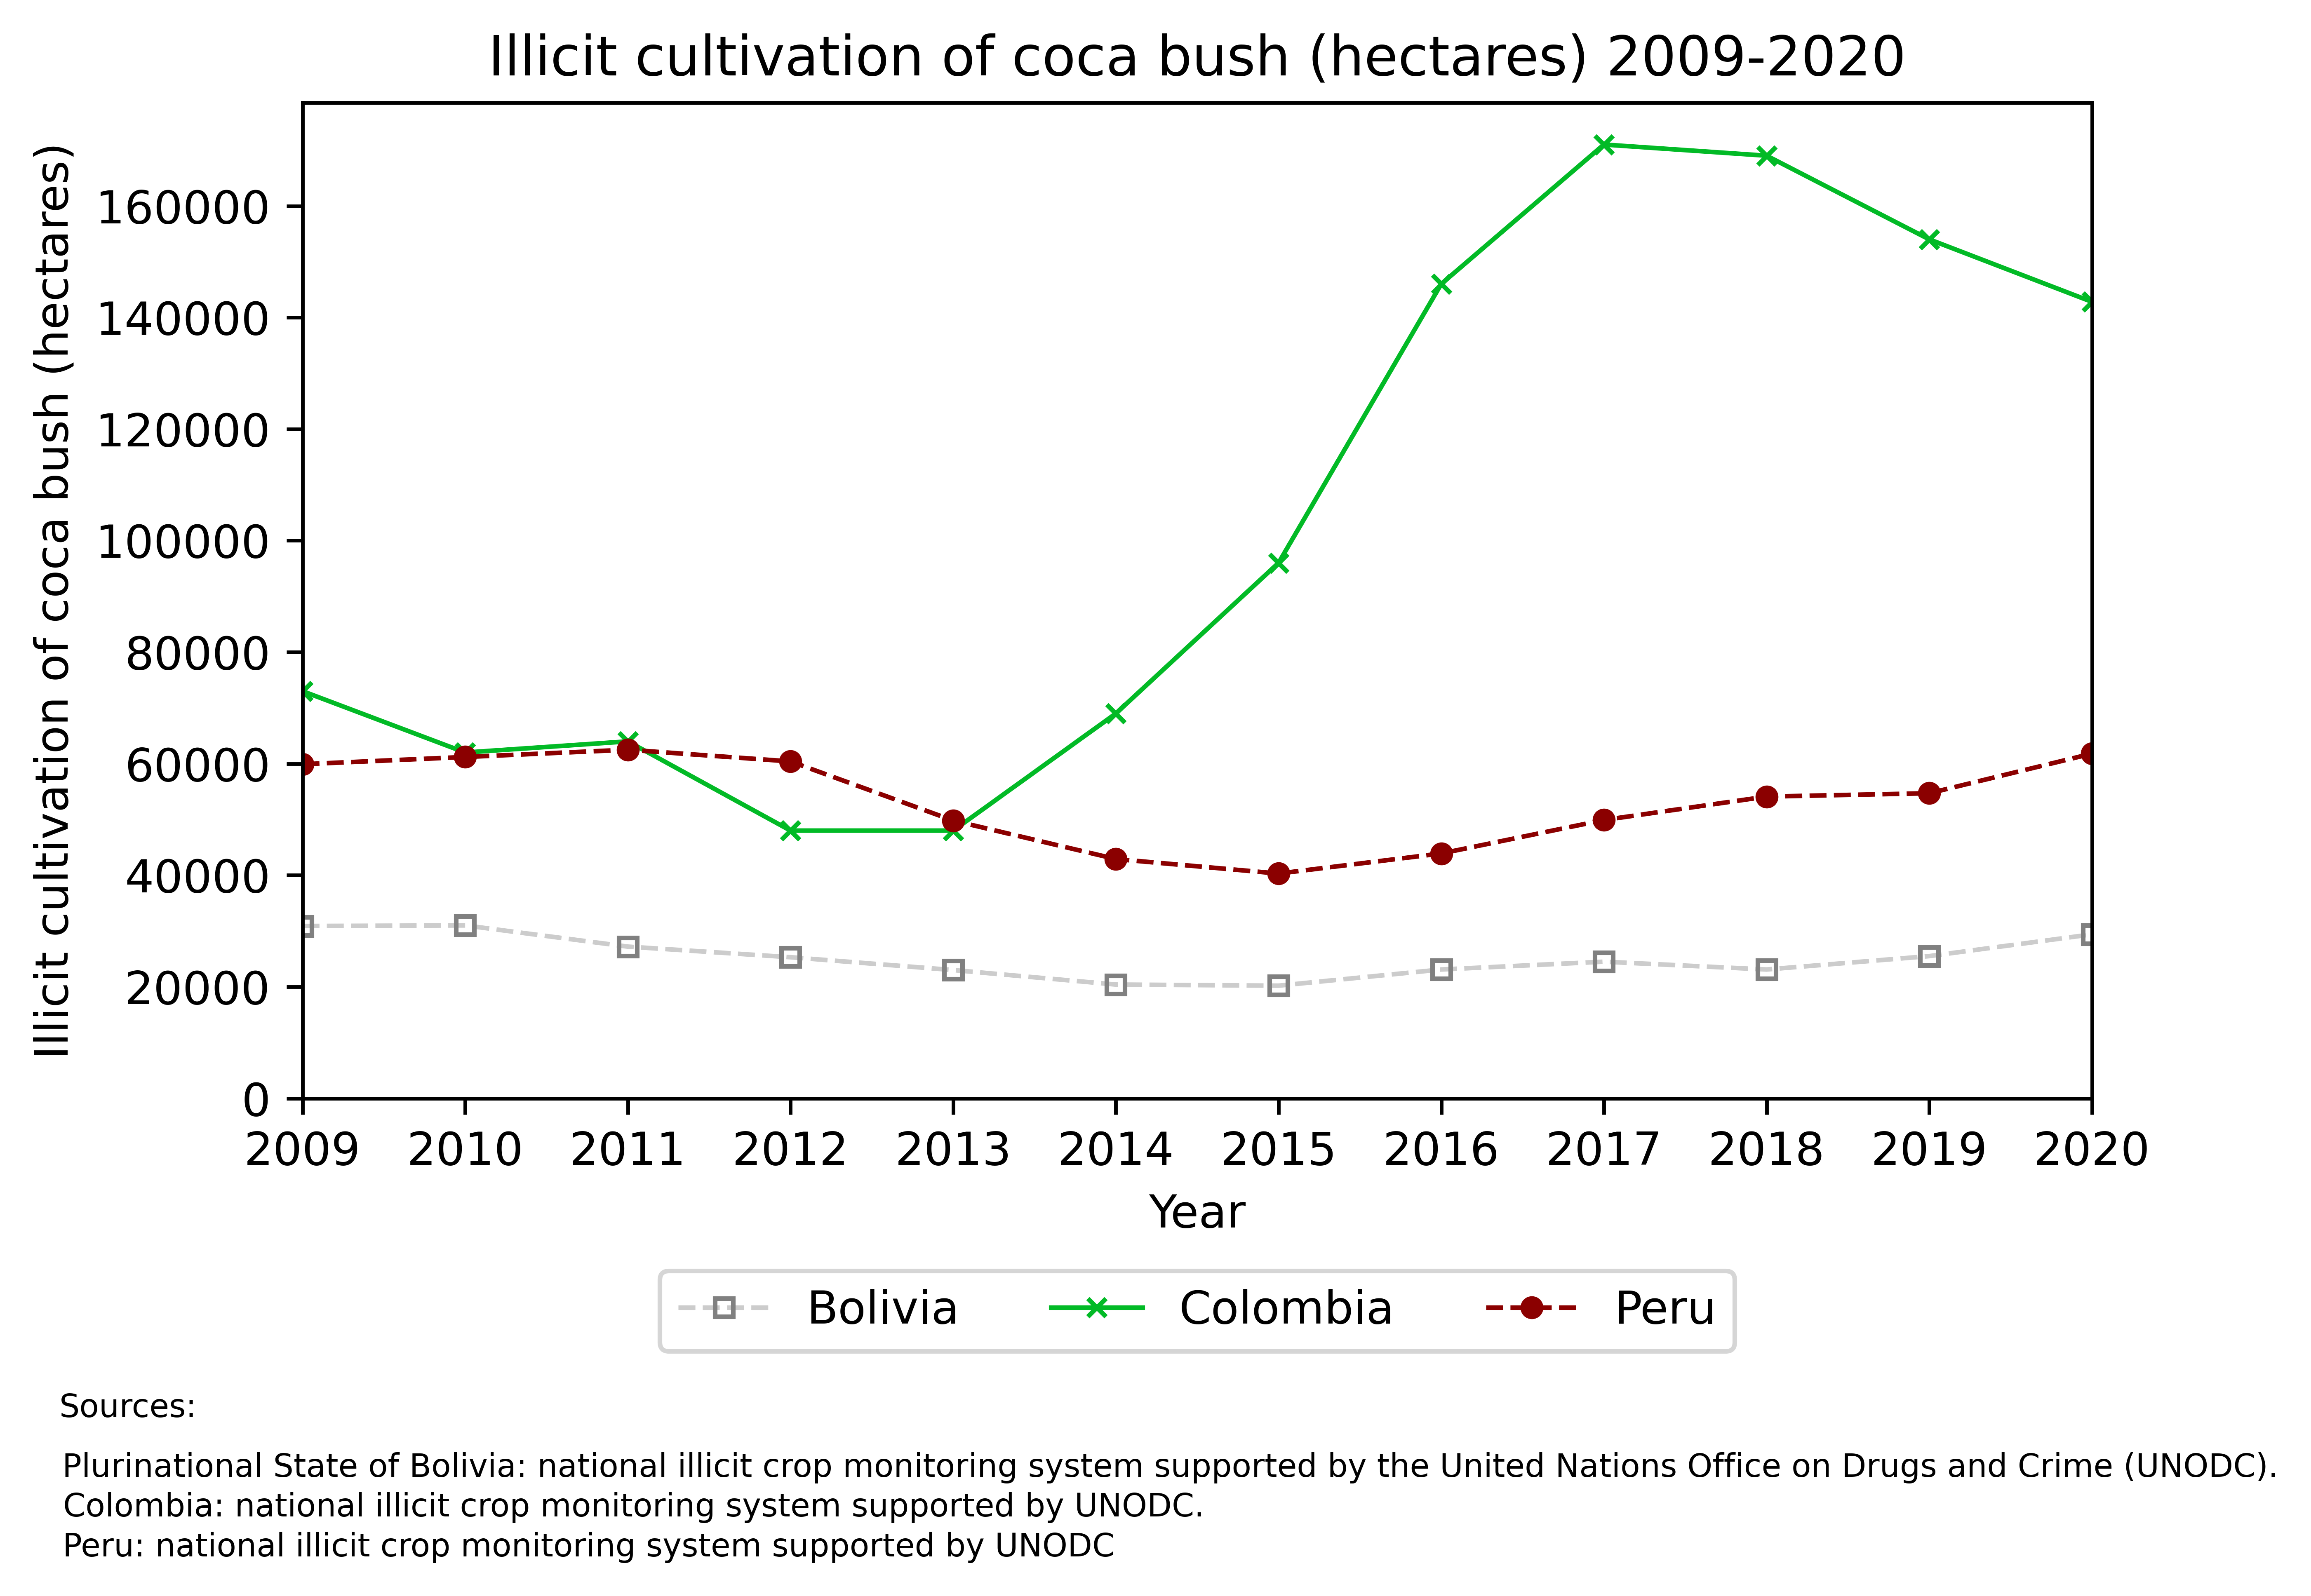 Illicit cultivation of coca bush (hectares) 2009-2020
Illicit cultivation of coca bush (hectares)
160000
140000
120000
100000
80000
60000
40000
20000
0
2009 2010 2011 2012 2013 2014 2015 2016 2017 2018 2019 2020
Year
Bolivia Colombia Peru
Sources:
Plurinational State of Bolivia: national illicit crop monitoring system supported by the United Nations Office on Drugs and Crime (UNODC).
Colombia: national illicit crop monitoring system supported by UNODC.
Peru: national illicit crop monitoring system supported by UNODC